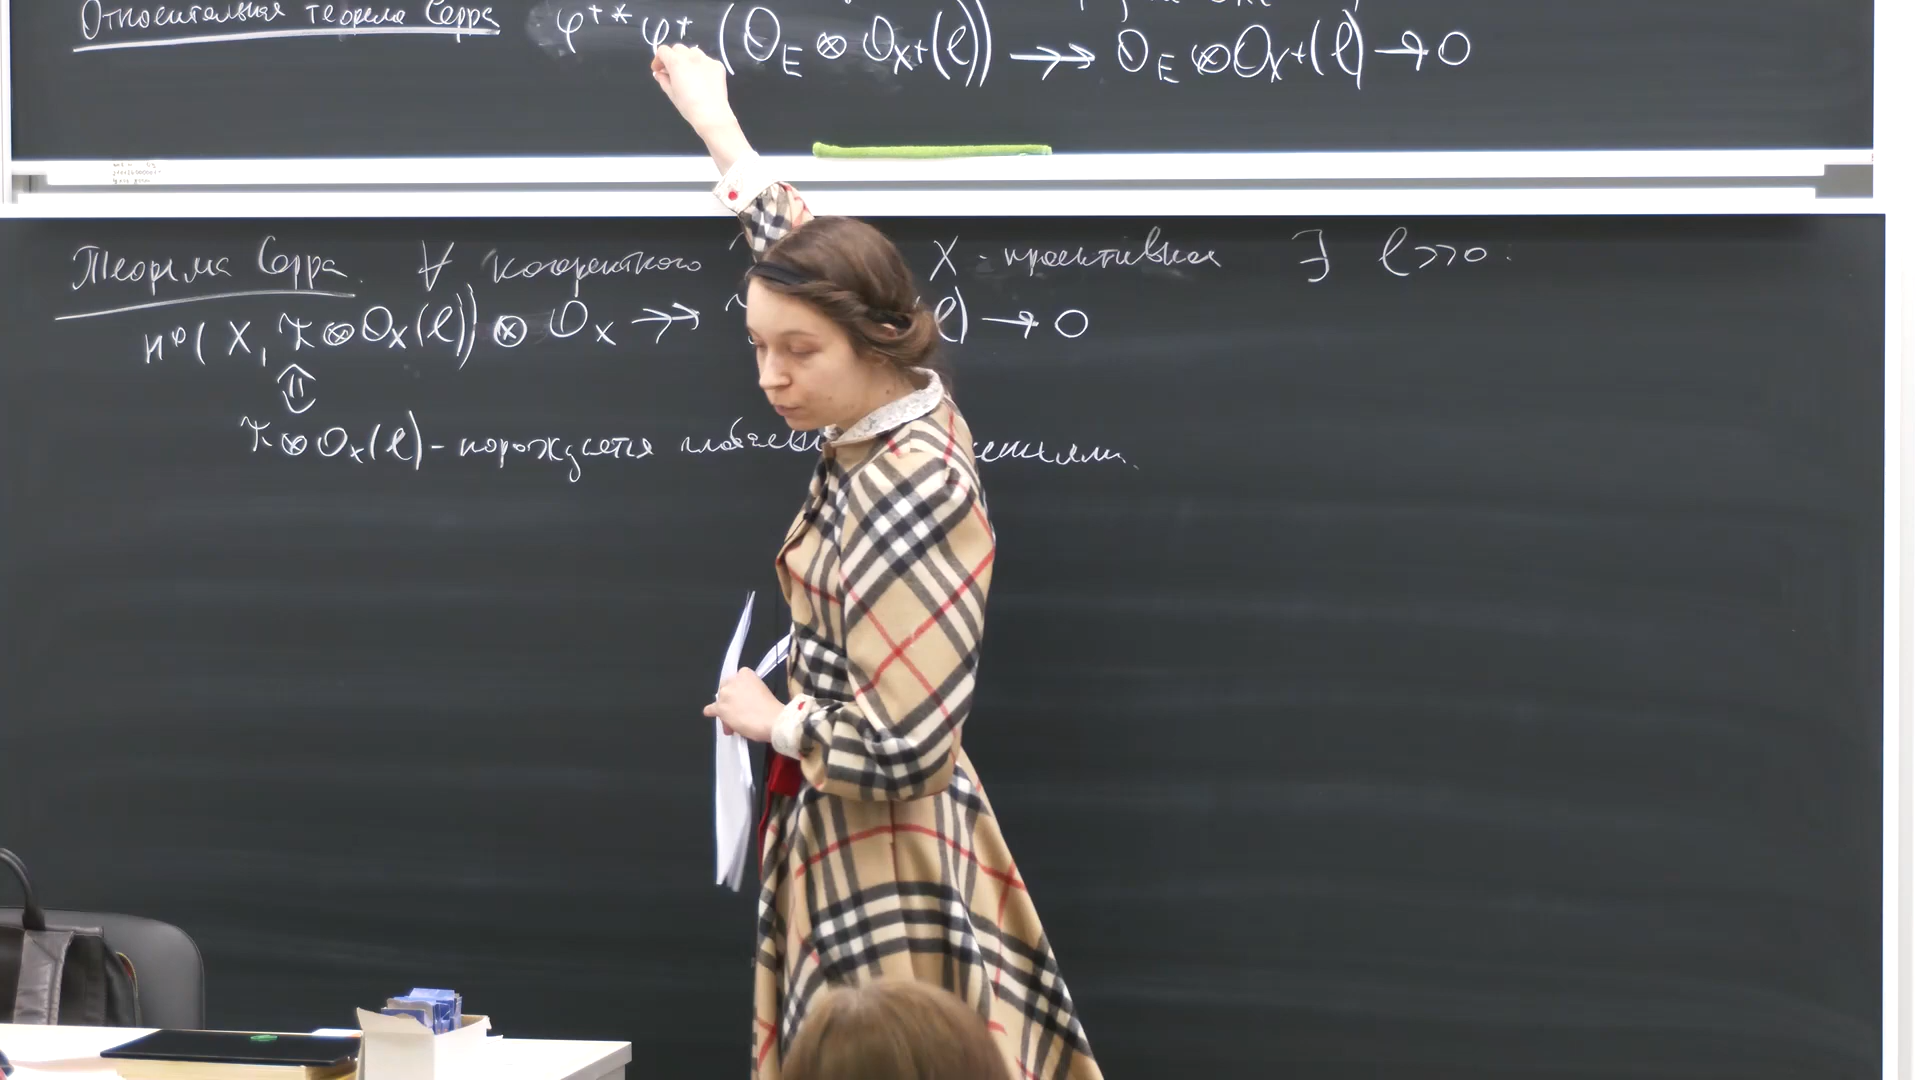 Относительная теорема Серра φ⁺* φ⁺ (O_E ⊗ O_X+(l)) ↠ O_E ⊗ O_X+(l) → 0
Теорема Серра. ∀ когерентного X - проективная ∃ l>>0.
H⁰(X, F ⊗ O_X(l)) ⊗ O_X ↠ l) → 0
⇕
F ⊗ O_X(l) - порождается